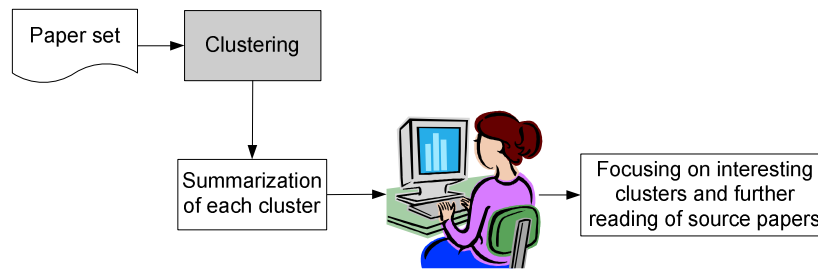 Paper set
Clustering
Summarization
of each cluster
Focusing on interesting
clusters and further
reading of source papers